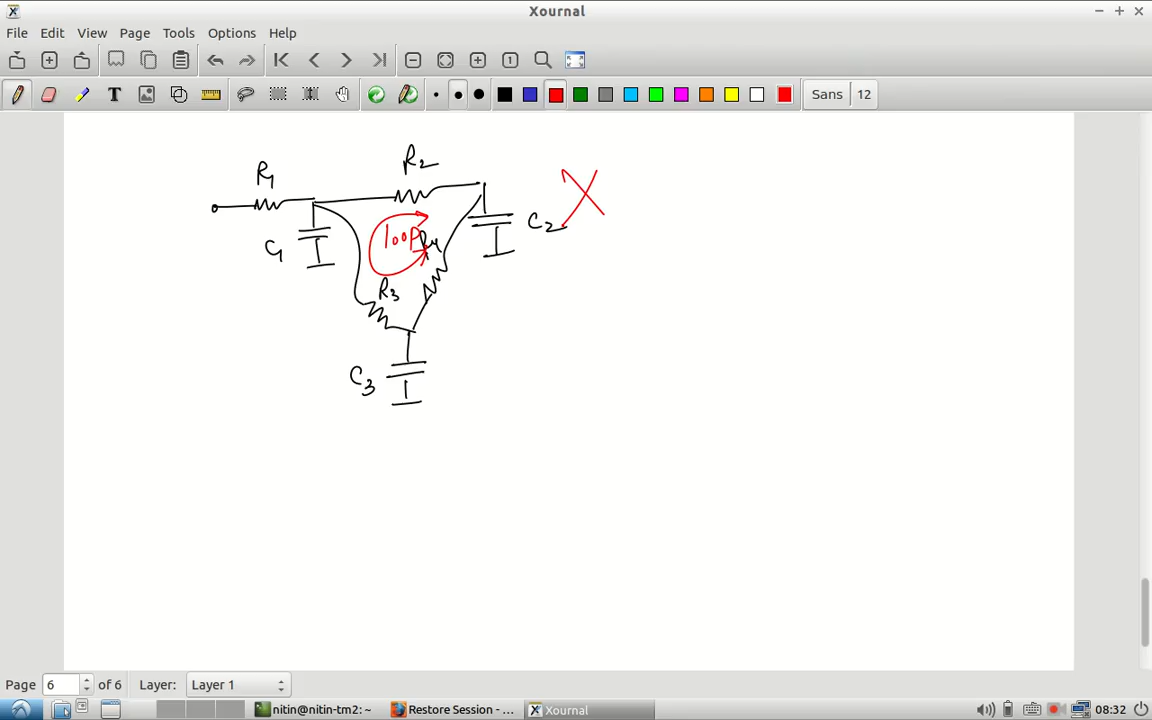 Xournal
File Edit View Page Tools Options Help
Sans 12
R2
R1
C2
C1
loop
R4
R3
C3
Page 6 of 6 Layer: Layer 1
nitin@nitin-tm2: ~ Restore Session - ... Xournal 08:32